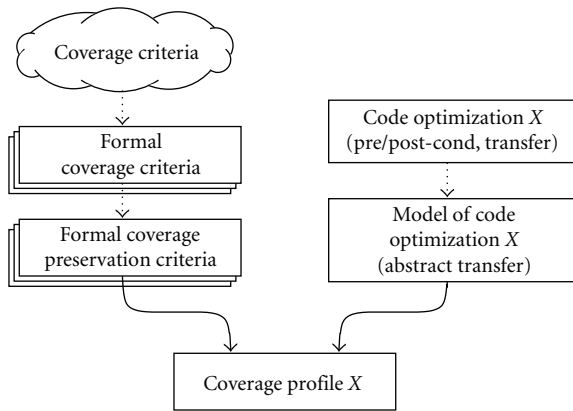 Coverage criteria
Formal
coverage criteria
Formal coverage
preservation criteria
Code optimization X
(pre/post-cond, transfer)
Model of code
optimization X
(abstract transfer)
Coverage profile X